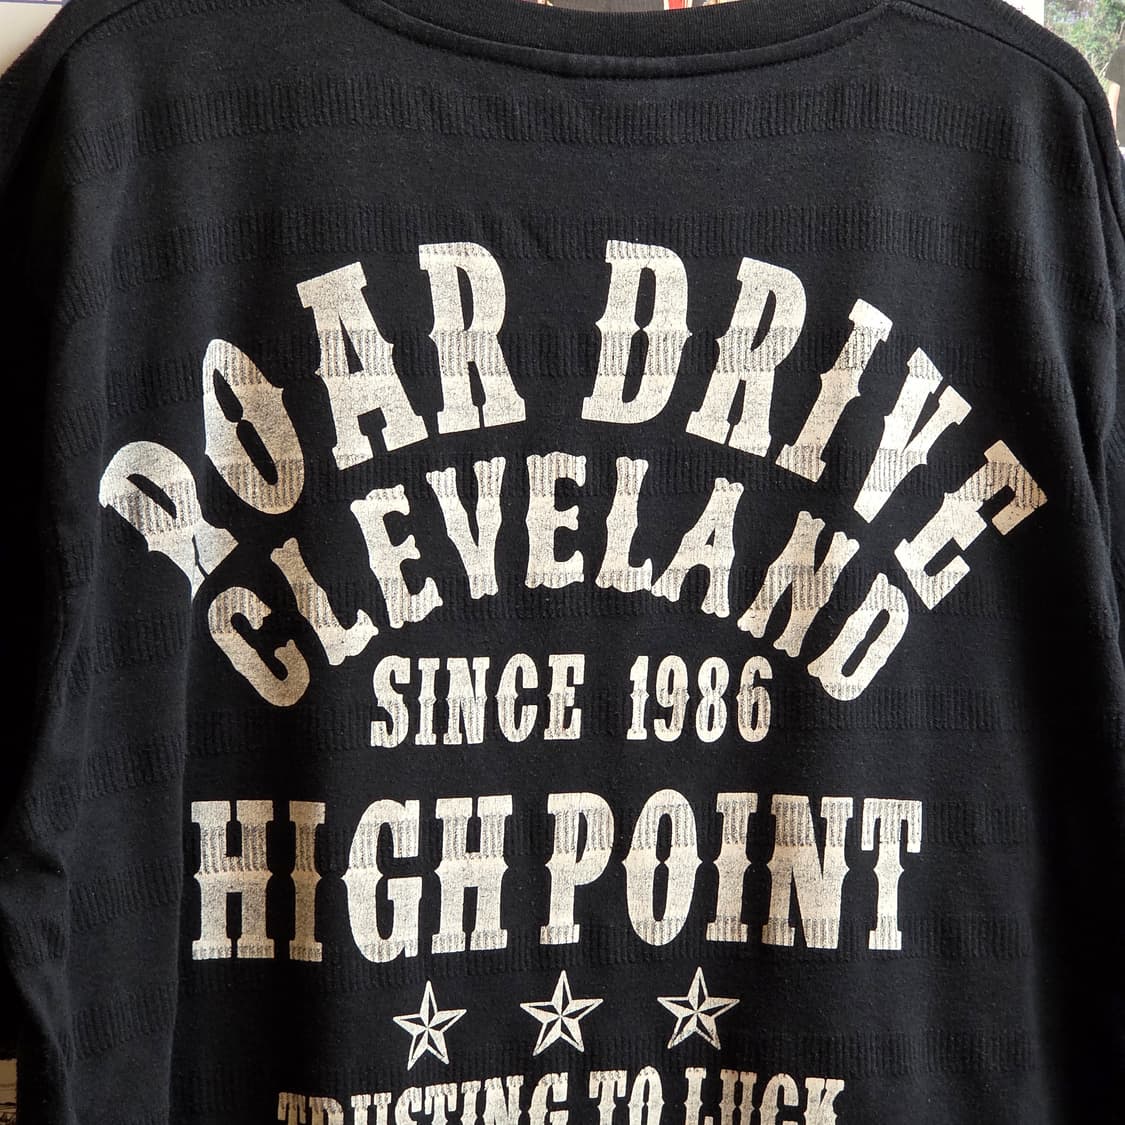 ROAR DRIVE
CLEVELAND
SINCE 1986
HIGH POINT
TRUSTING TO LUCK